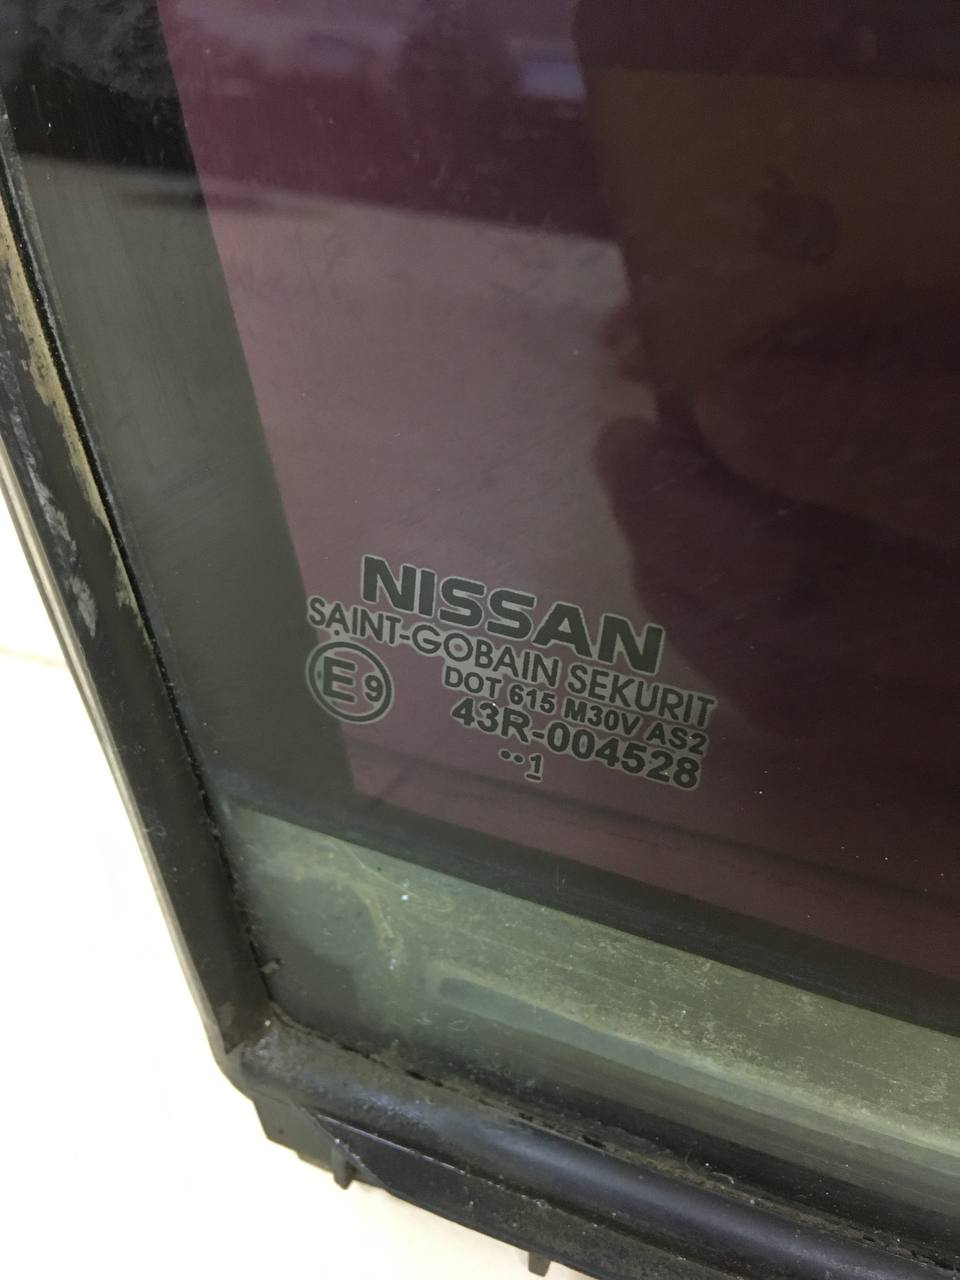 NISSAN
SAINT-GOBAIN SEKURIT
E9
DOT 615 M30V AS2
43R-004528
••1